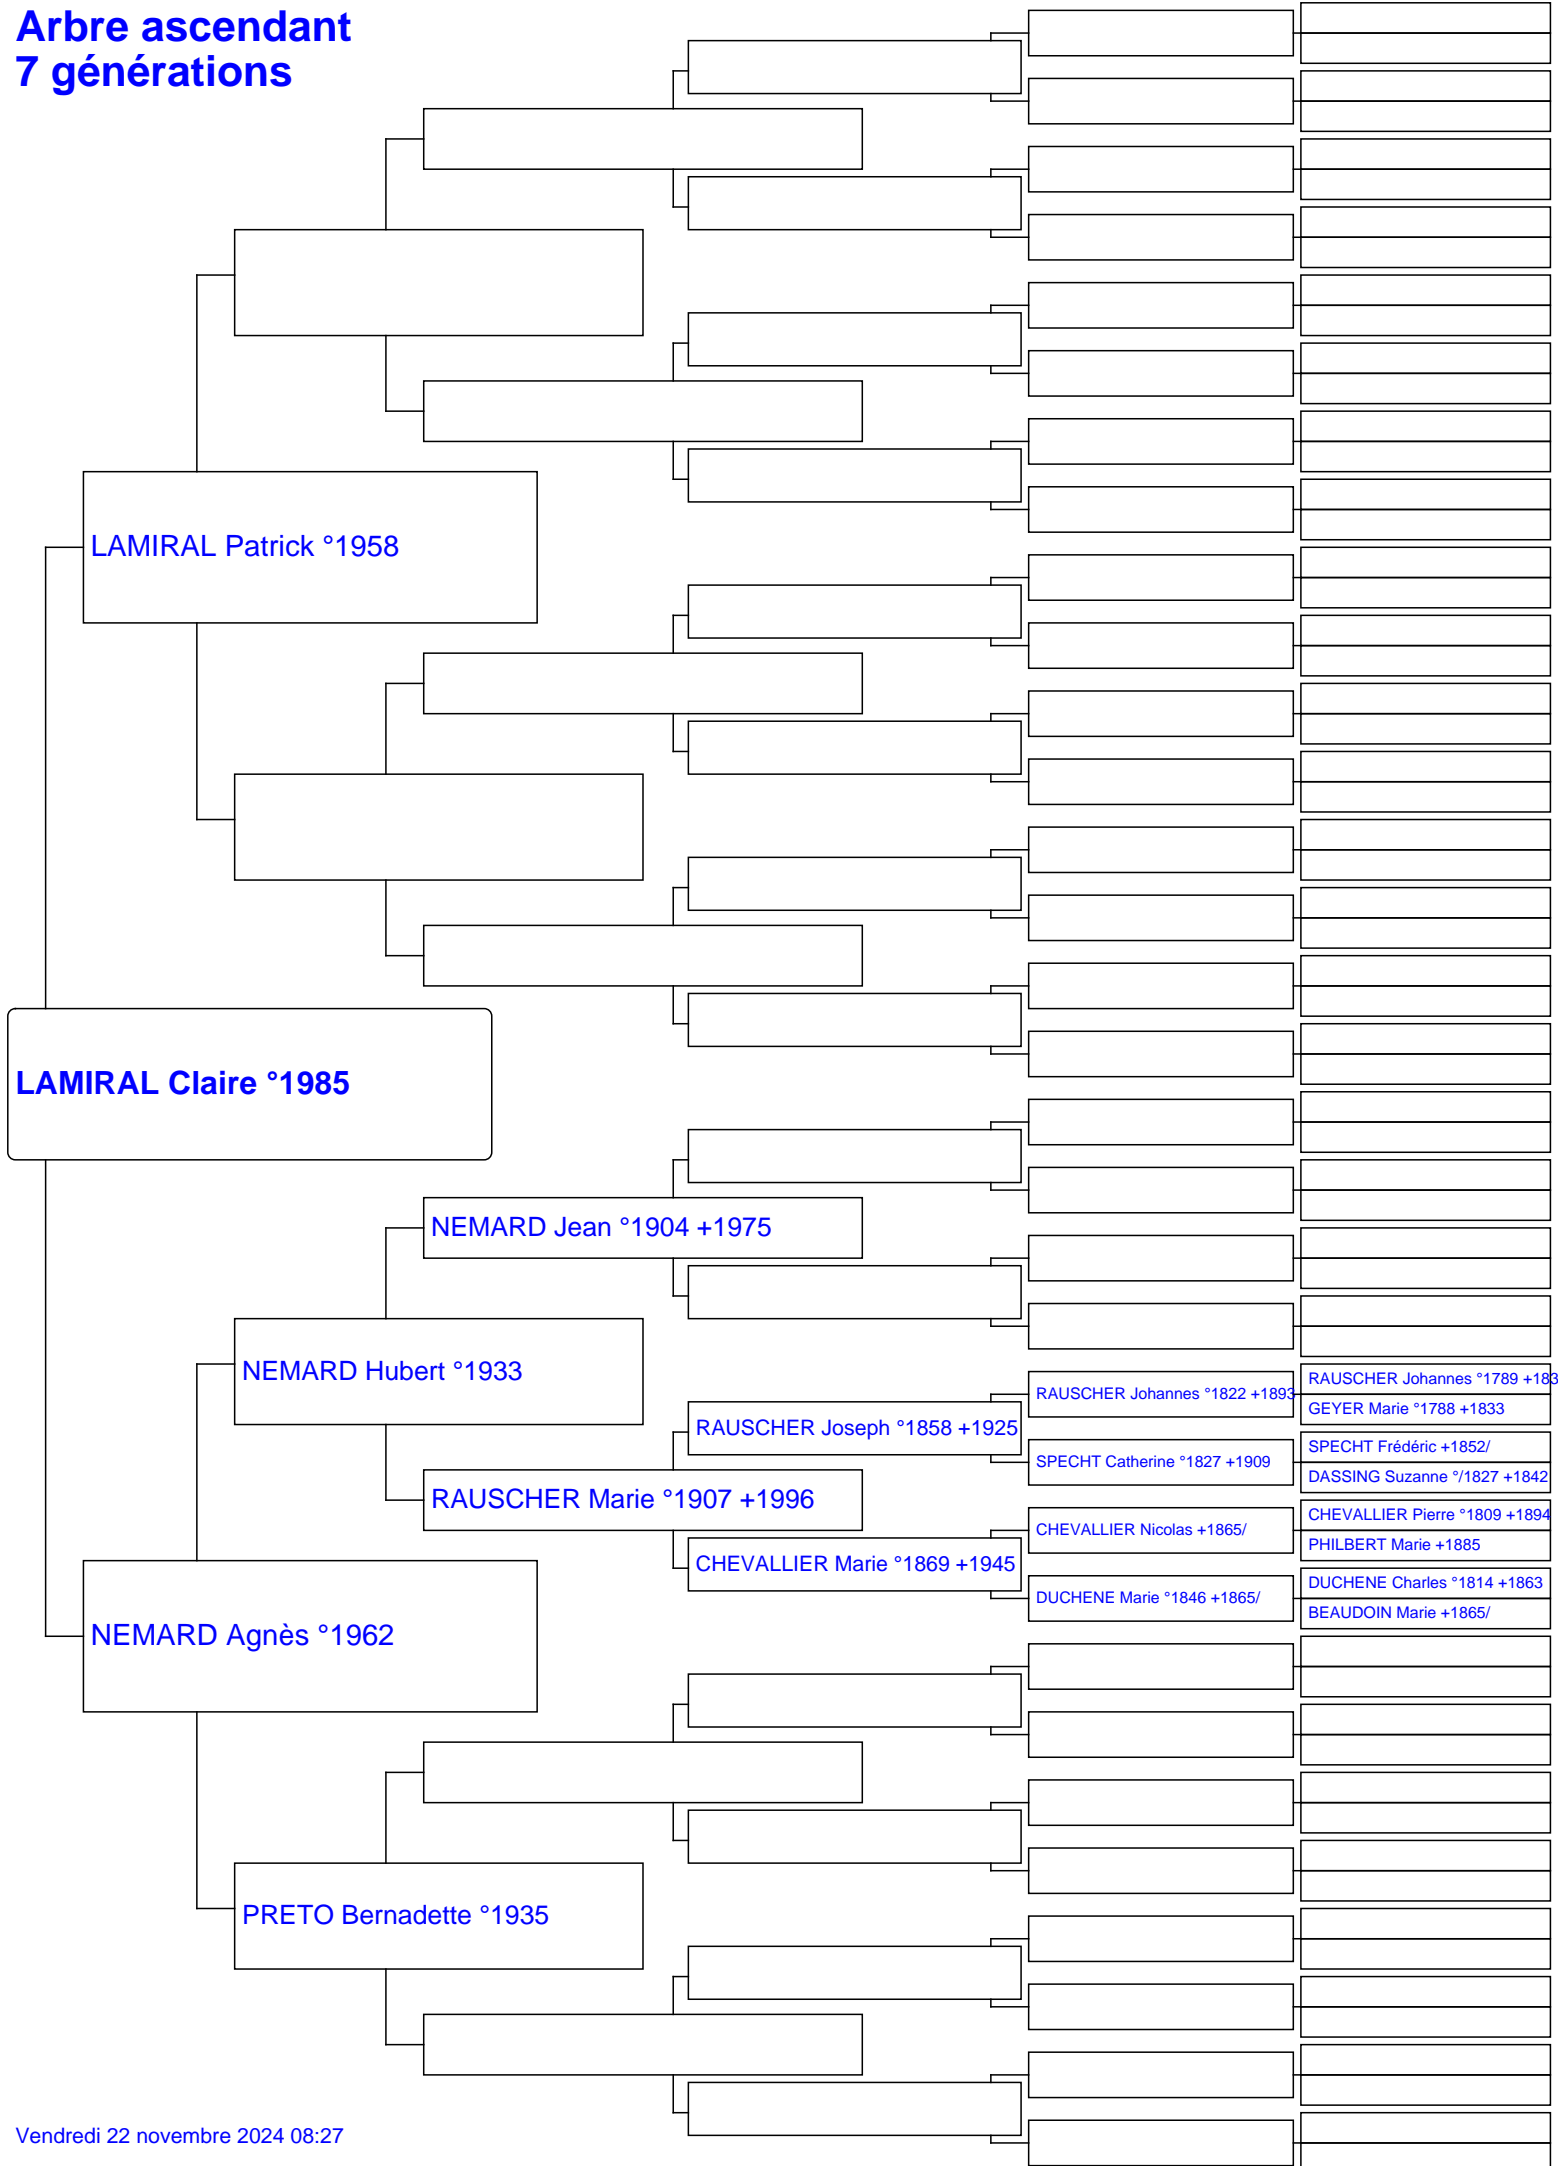 Arbre ascendant
7 générations
LAMIRAL Patrick °1958
LAMIRAL Claire °1985
NEMARD Jean °1904 +1975
NEMARD Hubert °1933
RAUSCHER Johannes °1822 +1893
RAUSCHER Johannes °1789 +183
GEYER Marie °1788 +1833
RAUSCHER Joseph °1858 +1925
SPECHT Catherine °1827 +1909
SPECHT Frédéric +1852/
DASSING Suzanne °/1827 +1842
RAUSCHER Marie °1907 +1996
CHEVALLIER Nicolas +1865/
CHEVALLIER Pierre °1809 +1894
PHILBERT Marie +1885
CHEVALLIER Marie °1869 +1945
DUCHENE Marie °1846 +1865/
DUCHENE Charles °1814 +1863
BEAUDOIN Marie +1865/
NEMARD Agnès °1962
PRETO Bernadette °1935
Vendredi 22 novembre 2024 08:27